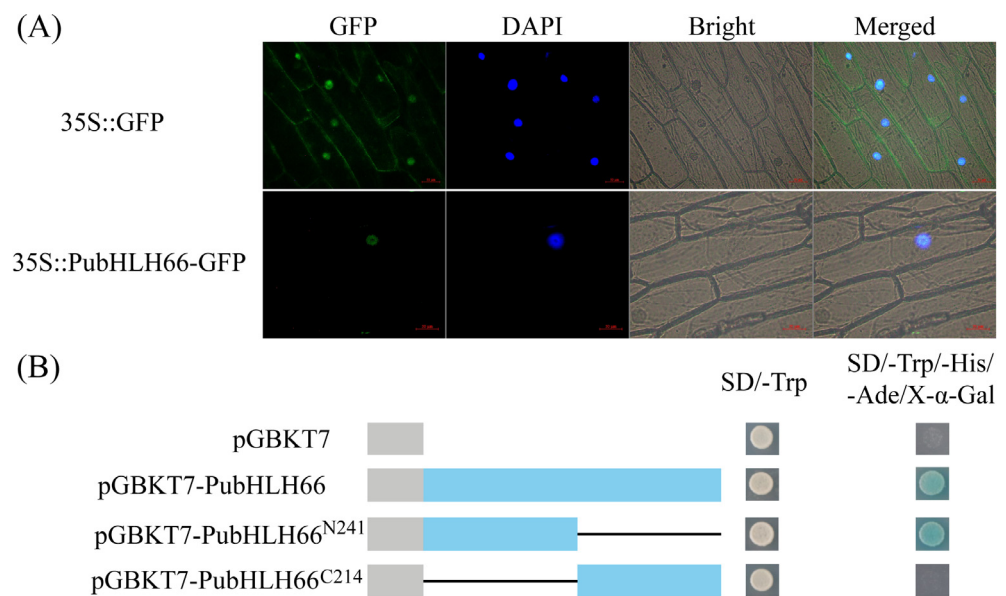 (A)
GFP DAPI Bright Merged
35S::GFP
35S::PubHLH66-GFP
(B)
SD/-Trp
SD/-Trp/-His/
-Ade/X-α-Gal
pGBKT7
pGBKT7-PubHLH66
pGBKT7-PubHLH66N241
pGBKT7-PubHLH66C214